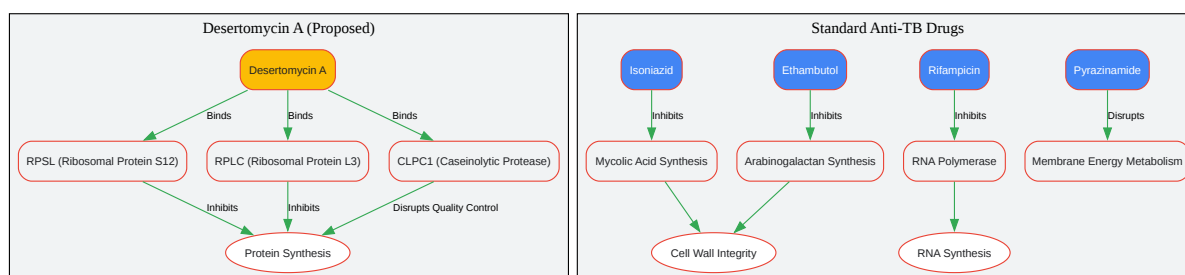 Desertomycin A (Proposed)
Desertomycin A
Binds
Binds
Binds
RPSL (Ribosomal Protein S12)
RPLC (Ribosomal Protein L3)
CLPC1 (Caseinolytic Protease)
Inhibits
Inhibits
Disrupts Quality Control
Protein Synthesis
Standard Anti-TB Drugs
Isoniazid
Ethambutol
Rifampicin
Pyrazinamide
Inhibits
Inhibits
Inhibits
Disrupts
Mycolic Acid Synthesis
Arabinogalactan Synthesis
RNA Polymerase
Membrane Energy Metabolism
Cell Wall Integrity
RNA Synthesis